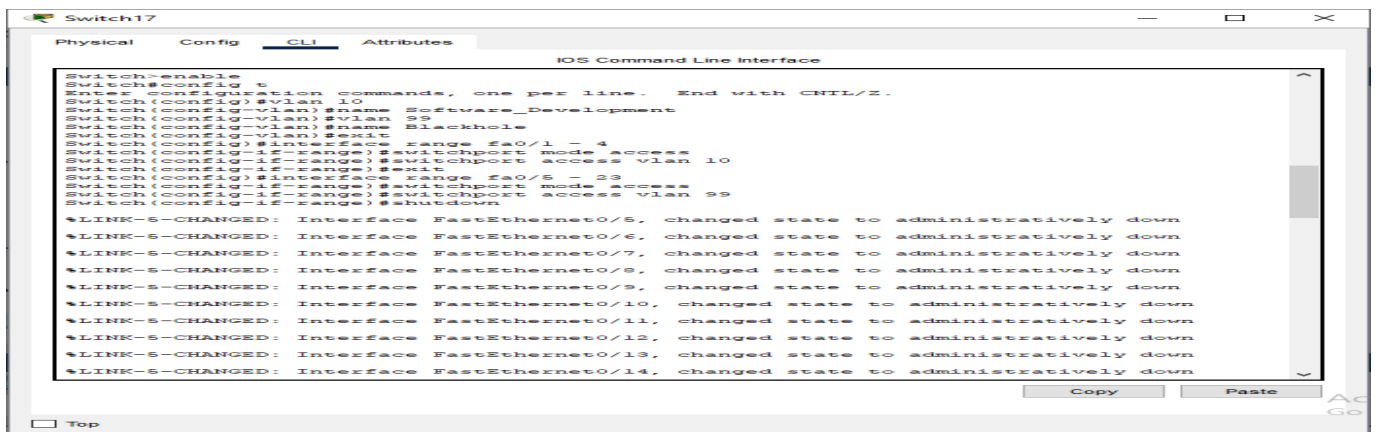 Switch17
Physical Config CLI Attributes
IOS Command Line Interface
Switch>enable
Switch#config t
Enter configuration commands, one per line. End with CNTL/Z.
Switch(config)#vlan 10
Switch(config-vlan)#name Software_Development
Switch(config-vlan)#vlan 99
Switch(config-vlan)#name Blackhole
Switch(config-vlan)#exit
Switch(config)#interface range fa0/1 - 4
Switch(config-if-range)#switchport mode access
Switch(config-if-range)#switchport access vlan 10
Switch(config-if-range)#exit
Switch(config)#interface range fa0/5 - 23
Switch(config-if-range)#switchport mode access
Switch(config-if-range)#switchport access vlan 99
Switch(config-if-range)#shutdown
%LINK-5-CHANGED: Interface FastEthernet0/5, changed state to administratively down
%LINK-5-CHANGED: Interface FastEthernet0/6, changed state to administratively down
%LINK-5-CHANGED: Interface FastEthernet0/7, changed state to administratively down
%LINK-5-CHANGED: Interface FastEthernet0/8, changed state to administratively down
%LINK-5-CHANGED: Interface FastEthernet0/9, changed state to administratively down
%LINK-5-CHANGED: Interface FastEthernet0/10, changed state to administratively down
%LINK-5-CHANGED: Interface FastEthernet0/11, changed state to administratively down
%LINK-5-CHANGED: Interface FastEthernet0/12, changed state to administratively down
%LINK-5-CHANGED: Interface FastEthernet0/13, changed state to administratively down
%LINK-5-CHANGED: Interface FastEthernet0/14, changed state to administratively down
Copy Paste
Ac
Go
Top